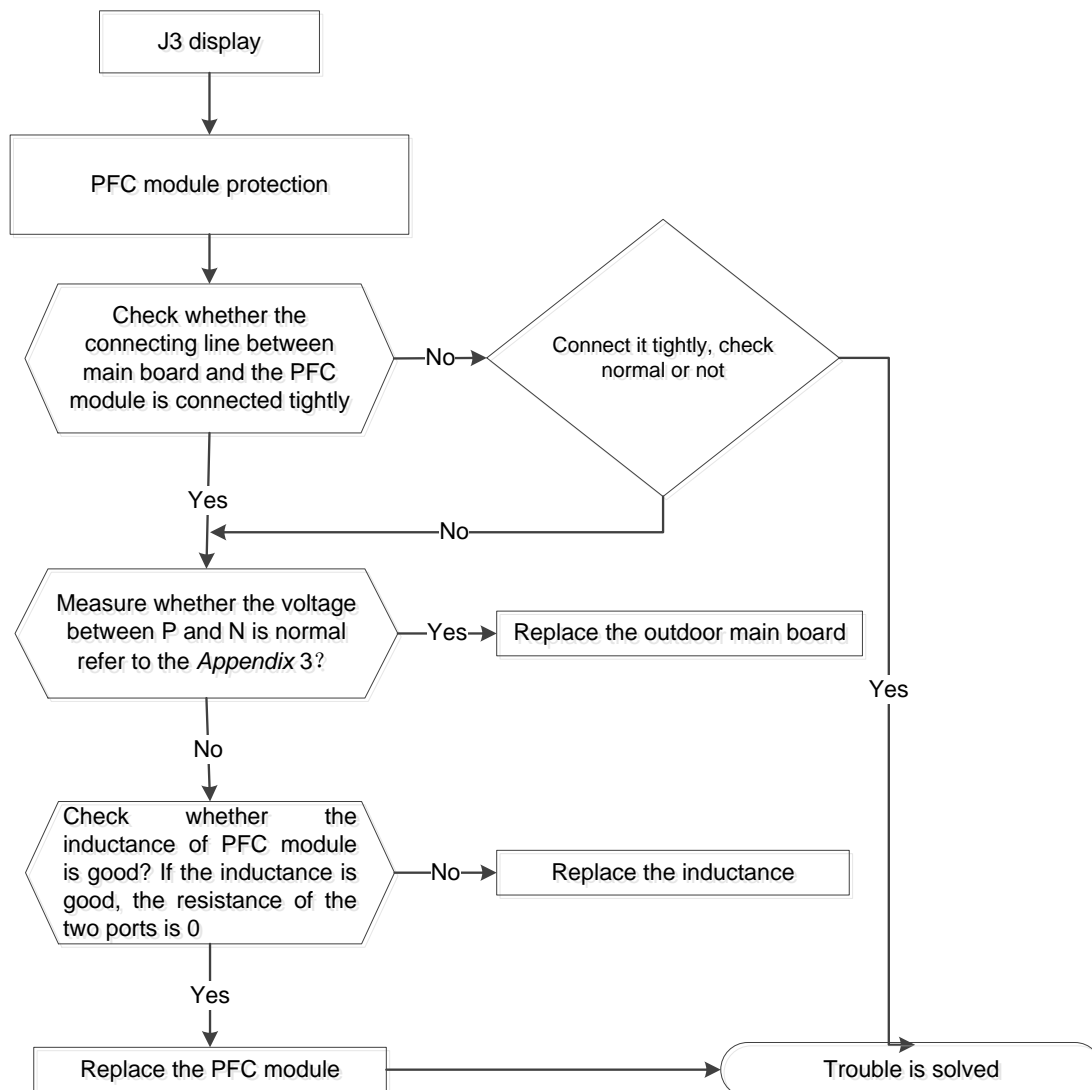 J3 display
PFC module protection
Check whether the
connecting line between
main board and the PFC
module is connected tightly
No
Connect it tightly, check
normal or not
Yes
No
Measure whether the voltage
between P and N is normal
refer to the Appendix 3?
Yes
Replace the outdoor main board
Yes
No
Check whether the
inductance of PFC module
is good? If the inductance is
good, the resistance of the
two ports is 0
No
Replace the inductance
Yes
Replace the PFC module
Trouble is solved